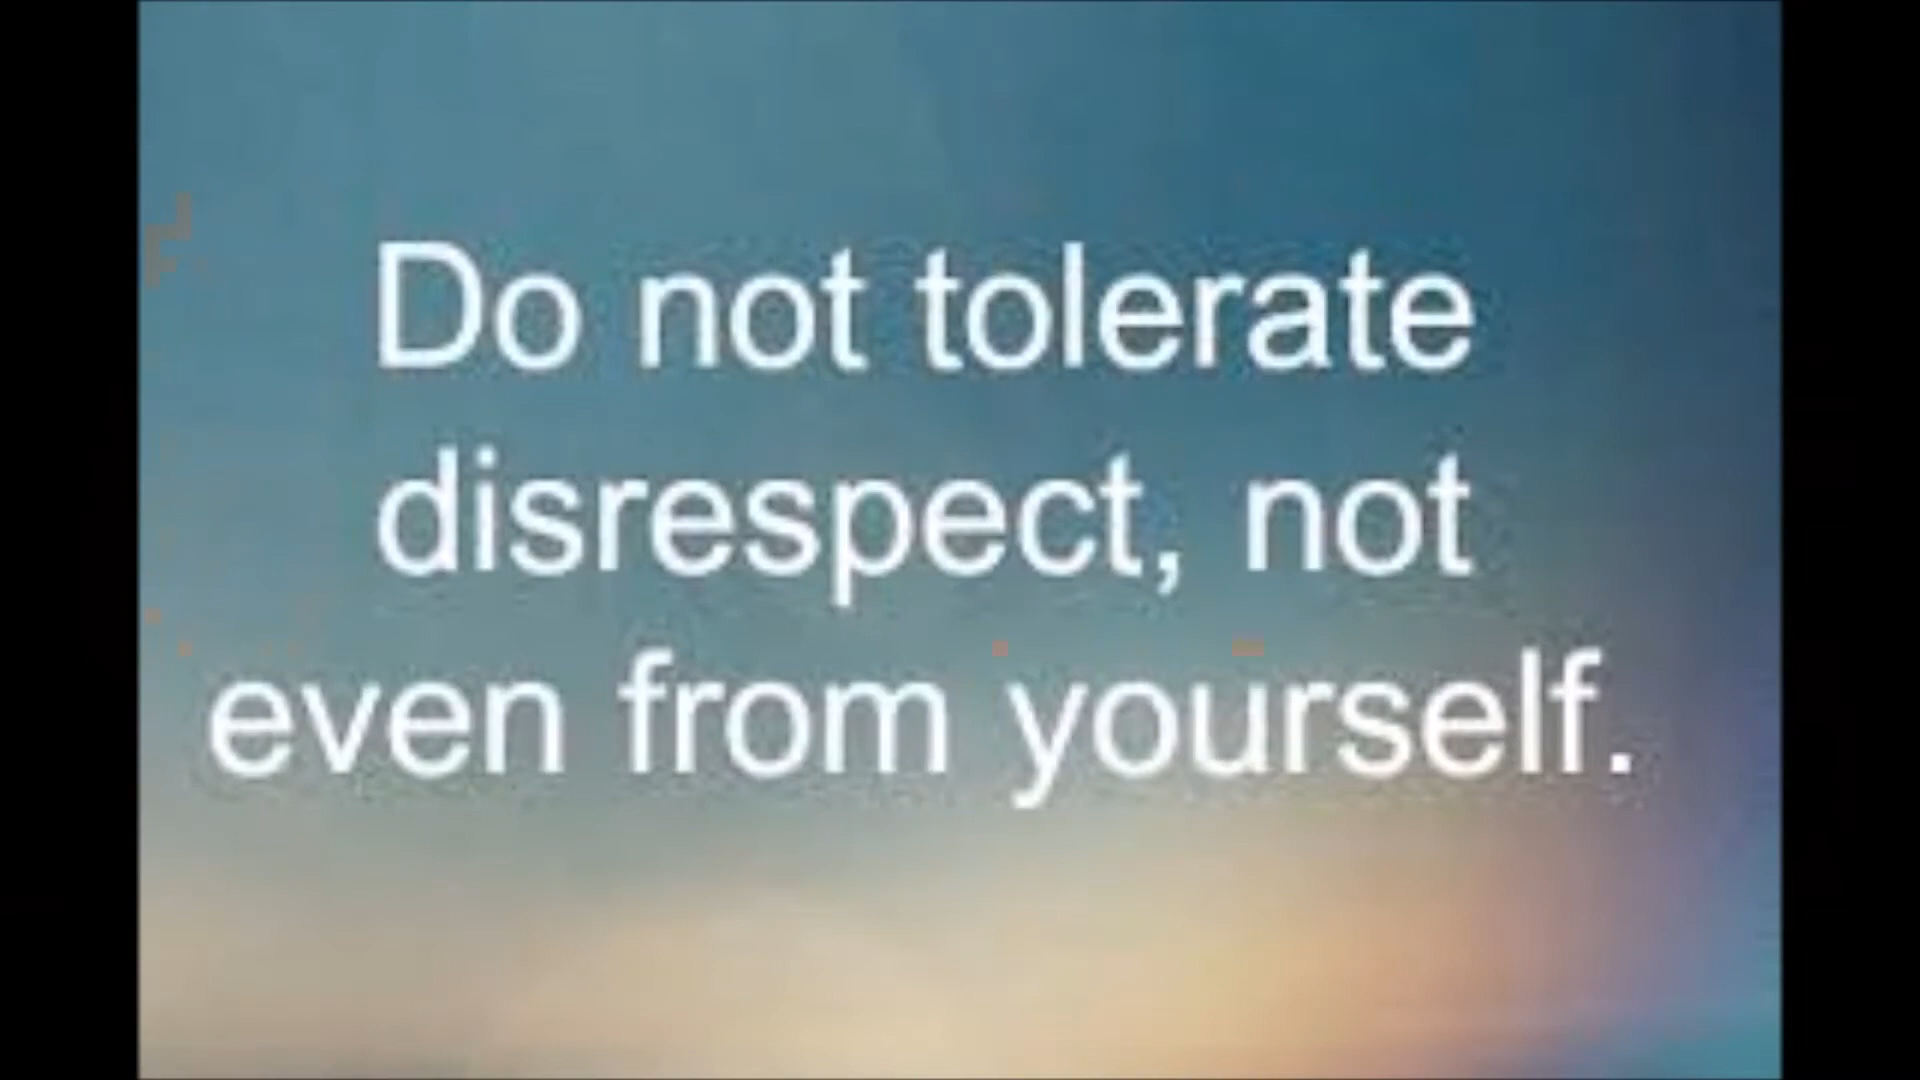 Do not tolerate
disrespect, not
even from yourself.